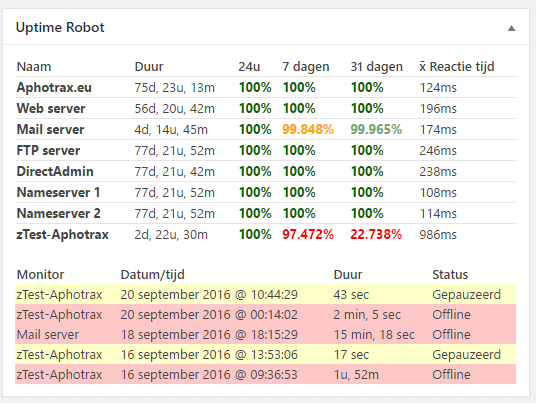 Uptime Robot
Naam Duur 24u 7 dagen 31 dagen x̄ Reactie tijd
Aphotrax.eu 75d, 23u, 13m 100% 100% 100% 124ms
Web server 56d, 20u, 42m 100% 100% 100% 196ms
Mail server 4d, 14u, 45m 100% 99.848% 99.965% 174ms
FTP server 77d, 21u, 52m 100% 100% 100% 246ms
DirectAdmin 77d, 21u, 42m 100% 100% 100% 238ms
Nameserver 1 77d, 21u, 52m 100% 100% 100% 108ms
Nameserver 2 77d, 21u, 52m 100% 100% 100% 114ms
zTest-Aphotrax 2d, 22u, 30m 100% 97.472% 22.738% 986ms
Monitor Datum/tijd Duur Status
zTest-Aphotrax 20 september 2016 @ 10:44:29 43 sec Gepauzeerd
zTest-Aphotrax 20 september 2016 @ 00:14:02 2 min, 5 sec Offline
Mail server 18 september 2016 @ 18:15:29 15 min, 18 sec Offline
zTest-Aphotrax 16 september 2016 @ 13:53:06 17 sec Gepauzeerd
zTest-Aphotrax 16 september 2016 @ 09:36:53 1u, 52m Offline